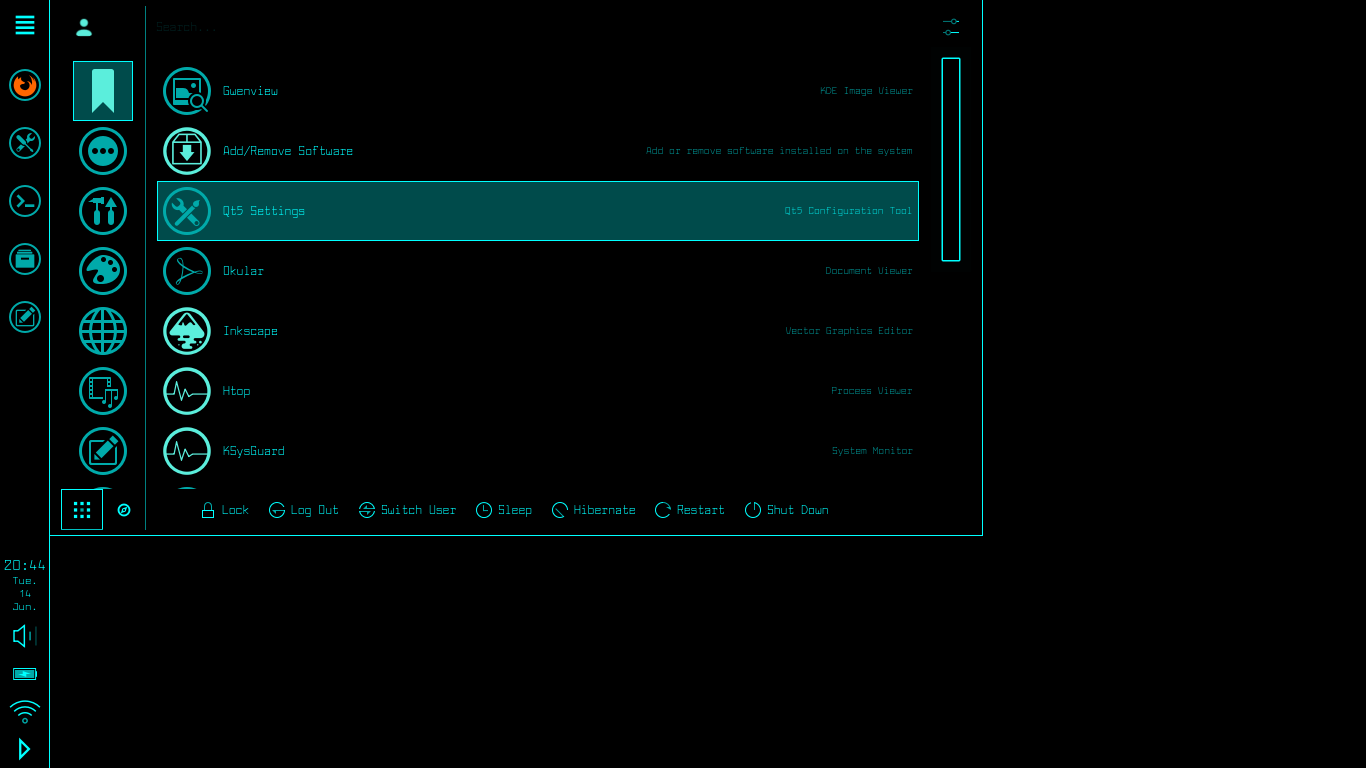 Search...
Gwenview KDE Image Viewer
Add/Remove Software Add or remove software installed on the system
Qt5 Settings Qt5 Configuration Tool
Okular Document Viewer
Inkscape Vector Graphics Editor
Htop Process Viewer
KSysGuard System Monitor
Lock Log Out Switch User Sleep Hibernate Restart Shut Down
20:44
Tue.
14
Jun.